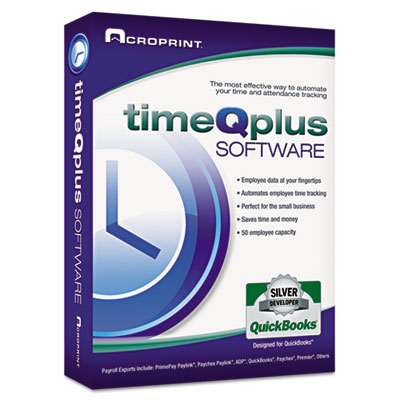 ACROPRINT
The most effective way to automate
your time and attendance tracking
timeQplus
SOFTWARE
• Employee data at your fingertips
• Automates employee time tracking
• Perfect for the small business
• Saves time and money
• 50 employee capacity
SILVER
DEVELOPER
QuickBooks
Designed for QuickBooks®
Payroll Exports Include: PrimePay Paylink®, Paychex Paylink®, ADP®, QuickBooks®, Paychex®, Premier®, Others
timeQplus SOFTWARE
ACROPRINT